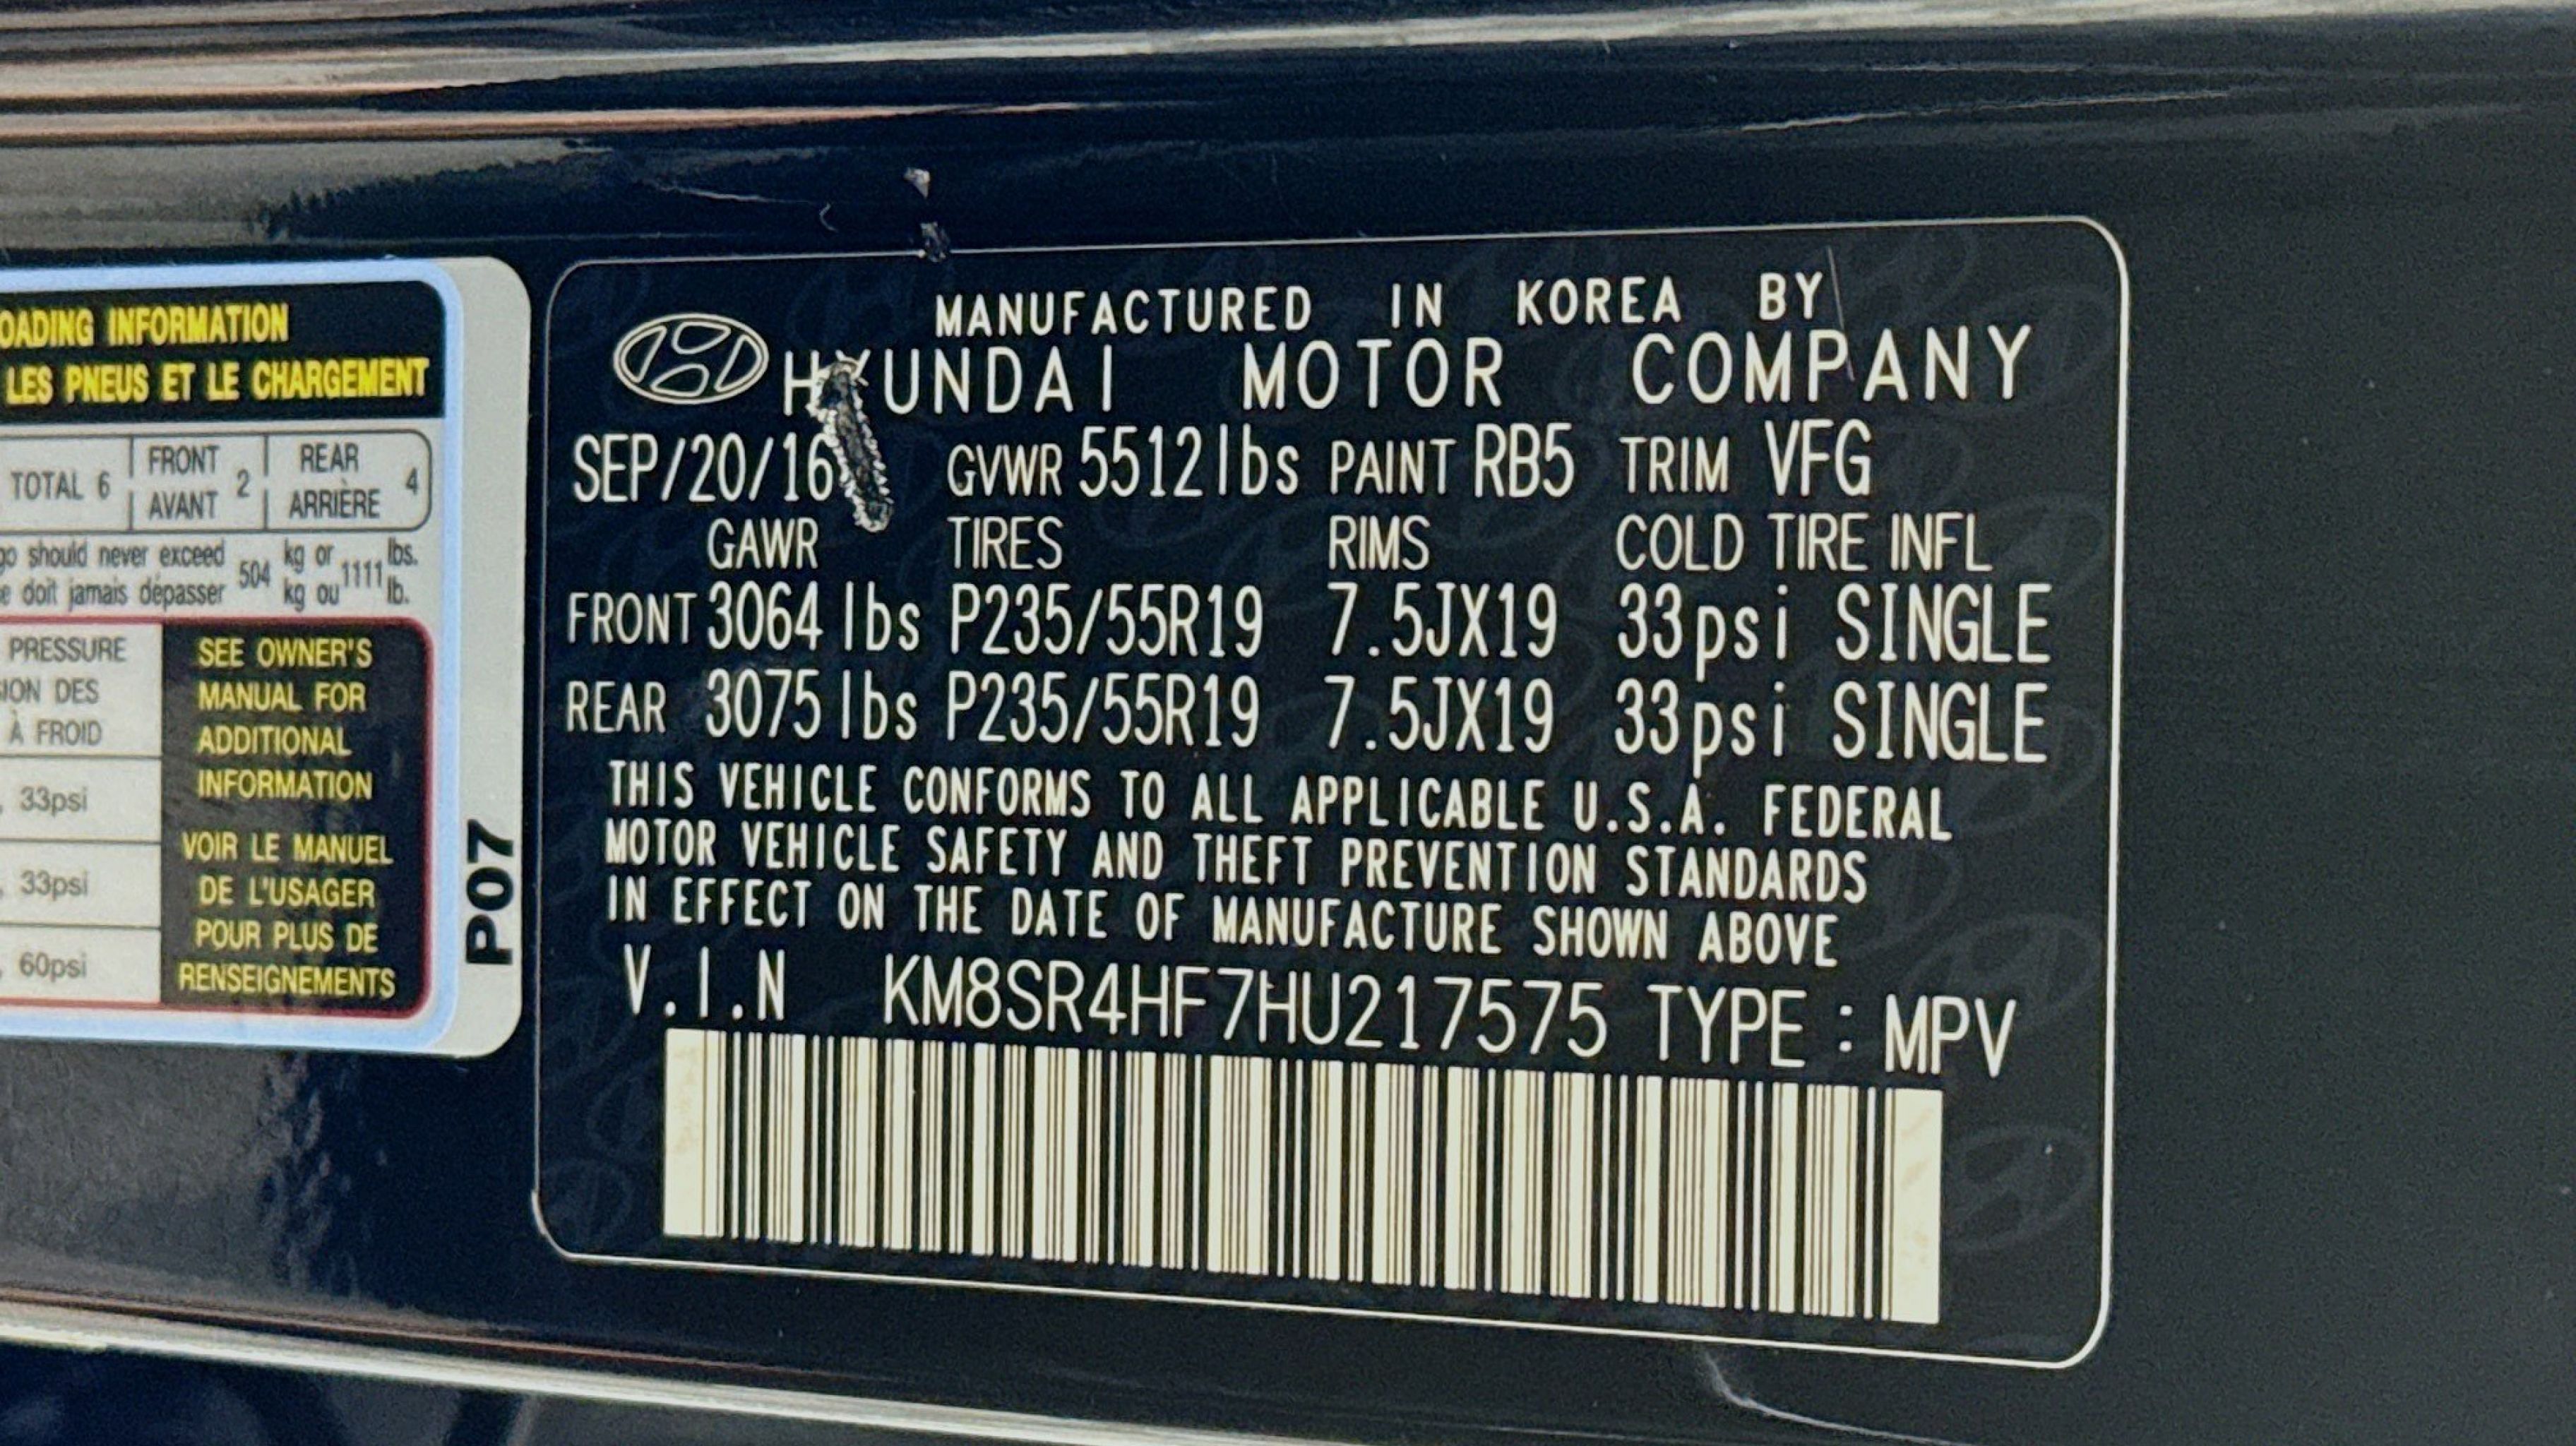 OADING INFORMATION
LES PNEUS ET LE CHARGEMENT
TOTAL 6 FRONT 2 REAR 4
AVANT ARRIÈRE
go should never exceed 504 kg or 1111 lbs.
e doit jamais dépasser kg ou lb.
PRESSURE
ION DES
À FROID
33psi
33psi
60psi
SEE OWNER'S
MANUAL FOR
ADDITIONAL
INFORMATION
VOIR LE MANUEL
DE L'USAGER
POUR PLUS DE
RENSEIGNEMENTS
P07
MANUFACTURED IN KOREA BY
HYUNDAI MOTOR COMPANY
SEP/20/16 GVWR 5512lbs PAINT RB5 TRIM VFG
GAWR TIRES RIMS COLD TIRE INFL
FRONT 3064 lbs P235/55R19 7.5JX19 33psi SINGLE
REAR 3075 lbs P235/55R19 7.5JX19 33psi SINGLE
THIS VEHICLE CONFORMS TO ALL APPLICABLE U.S.A. FEDERAL
MOTOR VEHICLE SAFETY AND THEFT PREVENTION STANDARDS
IN EFFECT ON THE DATE OF MANUFACTURE SHOWN ABOVE
V.I.N KM8SR4HF7HU217575 TYPE : MPV